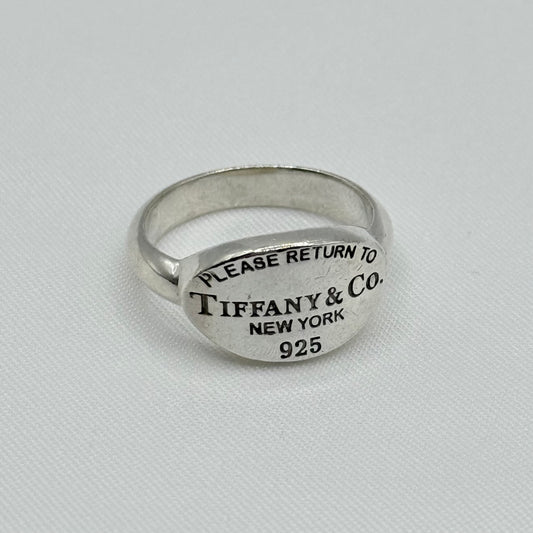 PLEASE RETURN TO
TIFFANY & CO.
NEW YORK
925